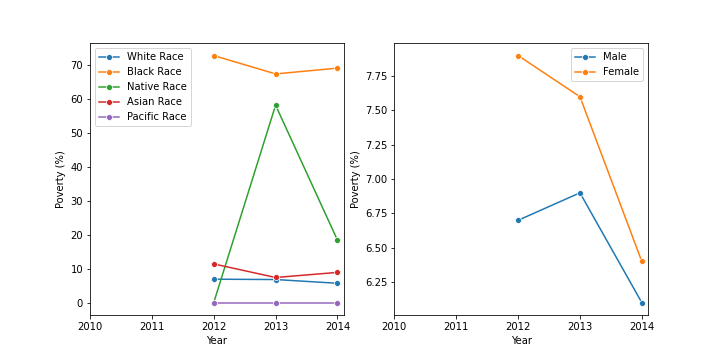 White Race
Black Race
Native Race
Asian Race
Pacific Race
70
60
50
40
30
20
10
0
Poverty (%)
2010 2011 2012 2013 2014
Year
Male
Female
7.75
7.50
7.25
7.00
6.75
6.50
6.25
Poverty (%)
2010 2011 2012 2013 2014
Year